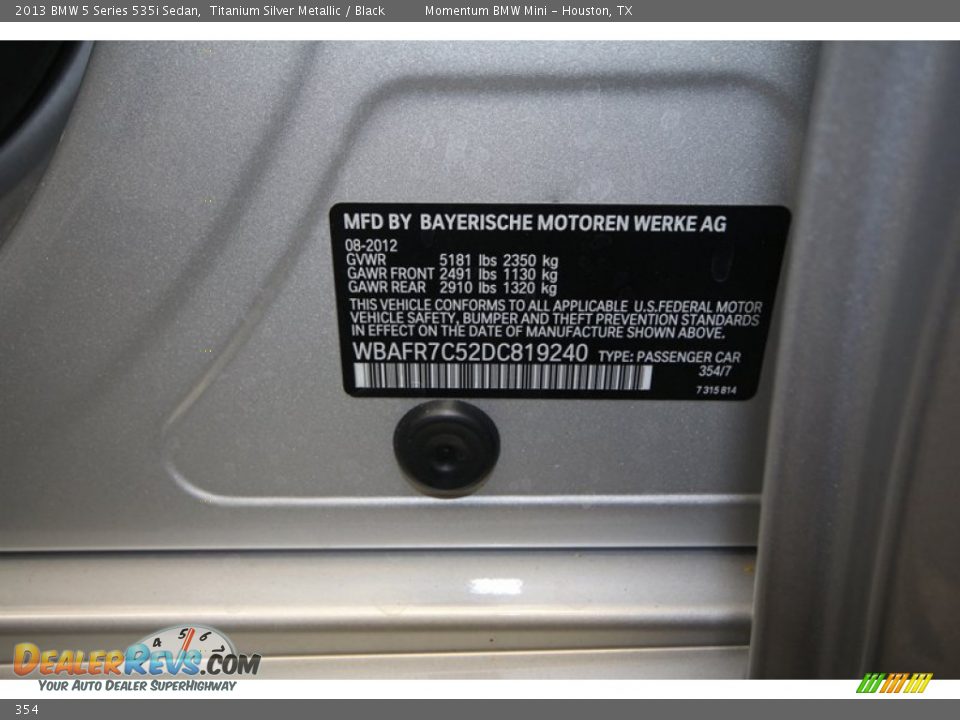 2013 BMW 5 Series 535i Sedan, Titanium Silver Metallic / Black Momentum BMW Mini - Houston, TX
MFD BY BAYERISCHE MOTOREN WERKE AG
08-2012
GVWR 5181 lbs 2350 kg
GAWR FRONT 2491 lbs 1130 kg
GAWR REAR 2910 lbs 1320 kg
THIS VEHICLE CONFORMS TO ALL APPLICABLE U.S.FEDERAL MOTOR
VEHICLE SAFETY, BUMPER AND THEFT PREVENTION STANDARDS
IN EFFECT ON THE DATE OF MANUFACTURE SHOWN ABOVE.
WBAFR7C52DC819240 TYPE: PASSENGER CAR
354/7
7 315 814
4 5 6 7
DEALERREVS.COM
YOUR AUTO DEALER SUPERHIGHWAY
354